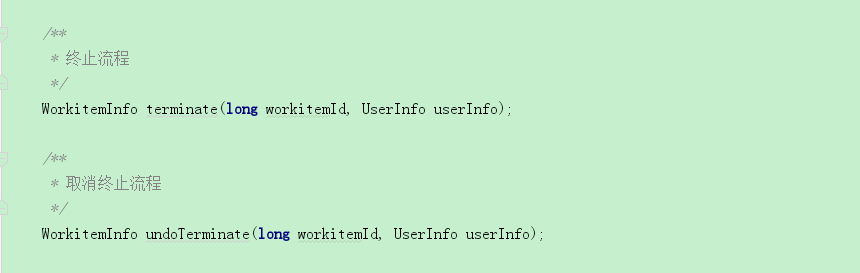 /**
* 终止流程
*/
WorkitemInfo terminate(long workitemId, UserInfo userInfo);
/**
* 取消终止流程
*/
WorkitemInfo undoTerminate(long workitemId, UserInfo userInfo);